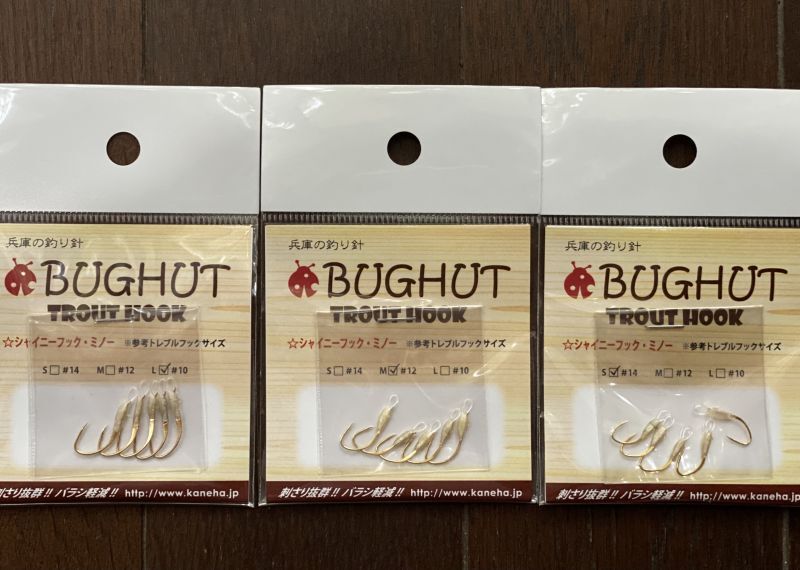 兵庫の釣り針
BUGHUT
TROUT HOOK
☆シャイニーフック・ミノー ※参考トレブルフックサイズ
S□#14 M□#12 L☑#10
刺さり抜群!! バラシ軽減!! http://www.kaneha.jp
兵庫の釣り針
BUGHUT
TROUT HOOK
☆シャイニーフック・ミノー ※参考トレブルフックサイズ
S□#14 M☑#12 L□#10
刺さり抜群!! バラシ軽減!! http://www.kaneha.jp
兵庫の釣り針
BUGHUT
TROUT HOOK
☆シャイニーフック・ミノー ※参考トレブルフックサイズ
S☑#14 M□#12 L□#10
刺さり抜群!! バラシ軽減!! http://www.kaneha.jp